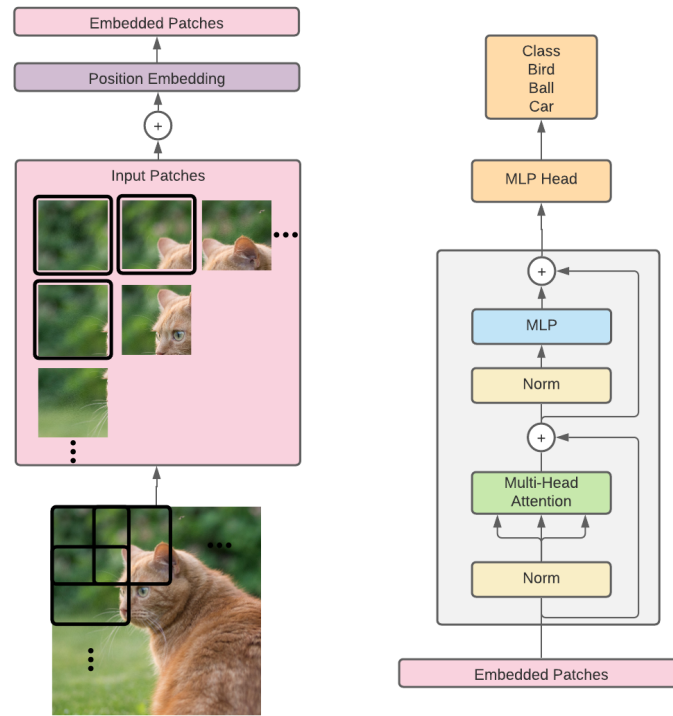 Embedded Patches
Position Embedding
+
Input Patches
Class
Bird
Ball
Car
MLP Head
+
MLP
Norm
+
Multi-Head
Attention
Norm
Embedded Patches